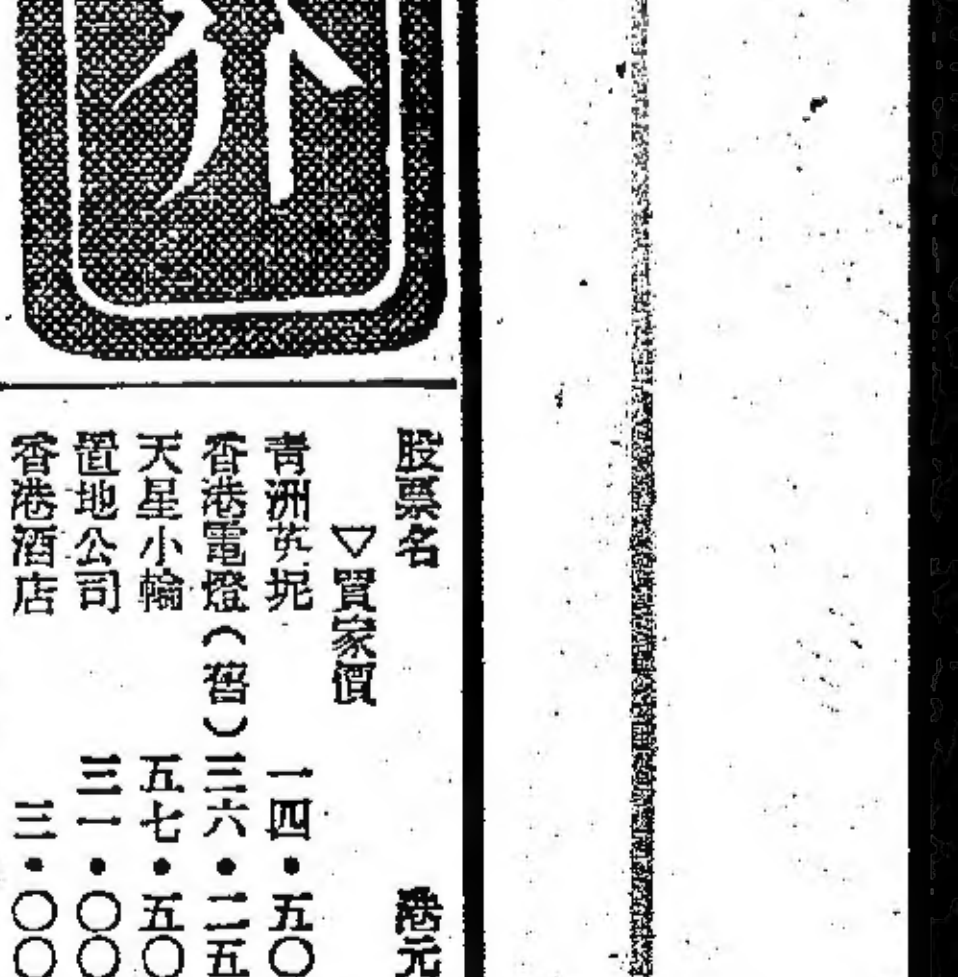 介
股票名 港元
▽買家價
青洲英坭 一四•五〇
香港電燈(舊)三六•二五
天星小輪 五七•五〇
置地公司 三一•〇〇
香港酒店 三•〇〇